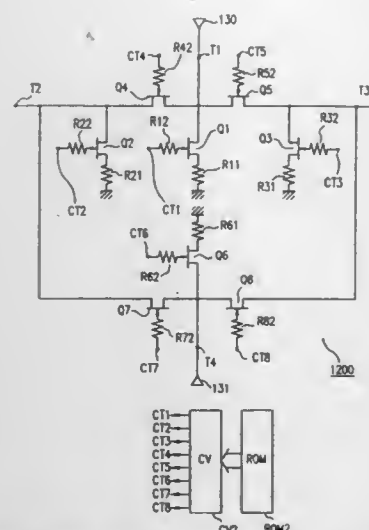 130
CT4 R42 T1 CT5 R52
T2 Q4 Q5 T3
R22 Q2 R12 Q1 Q3 R32
R21 R11 R31 CT3
CT2 CT1
R61
CT6
Q6
R62 Q8
Q7 R72 R82
CT7 T4 CT8
1200
131
CT1
CT2
CT3
CT4 CV ROM
CT5
CT6
CT7
CT8
CV2 ROM2